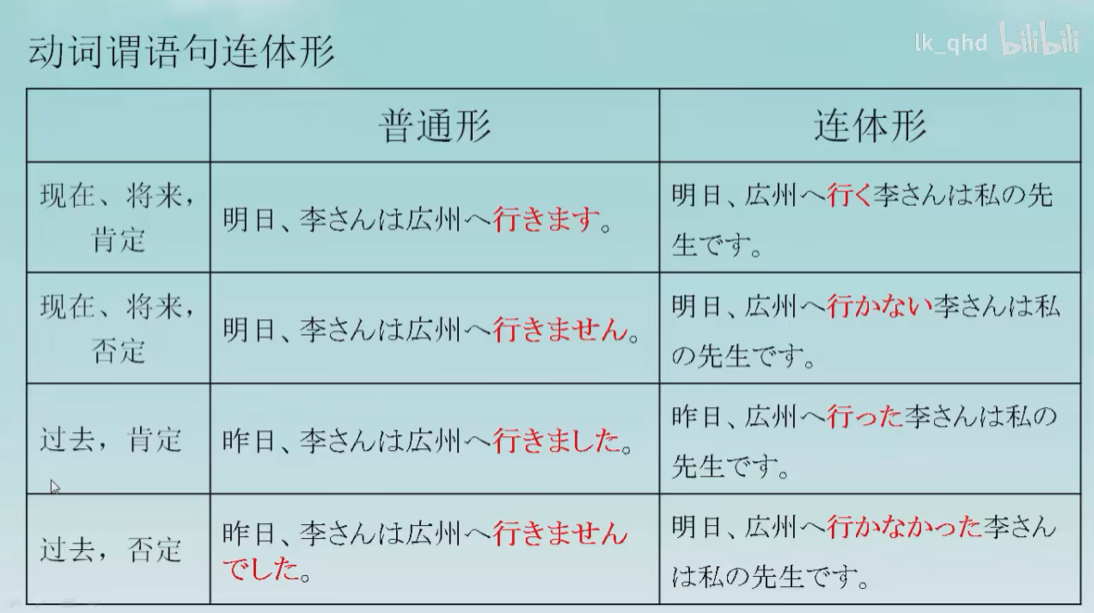 动词谓语句连体形
lk_qhd bilibili
普通形
连体形
现在、将来，
肯定
明日、李さんは広州へ行きます。
明日、広州へ行く李さんは私の先
生です。
现在、将来，
否定
明日、李さんは広州へ行きません。
明日、広州へ行かない李さんは私
の先生です。
过去，肯定
昨日、李さんは広州へ行きました。
昨日、広州へ行った李さんは私の
先生です。
过去，否定
昨日、李さんは広州へ行きません
でした。
明日、広州へ行かなかった李さん
は私の先生です。